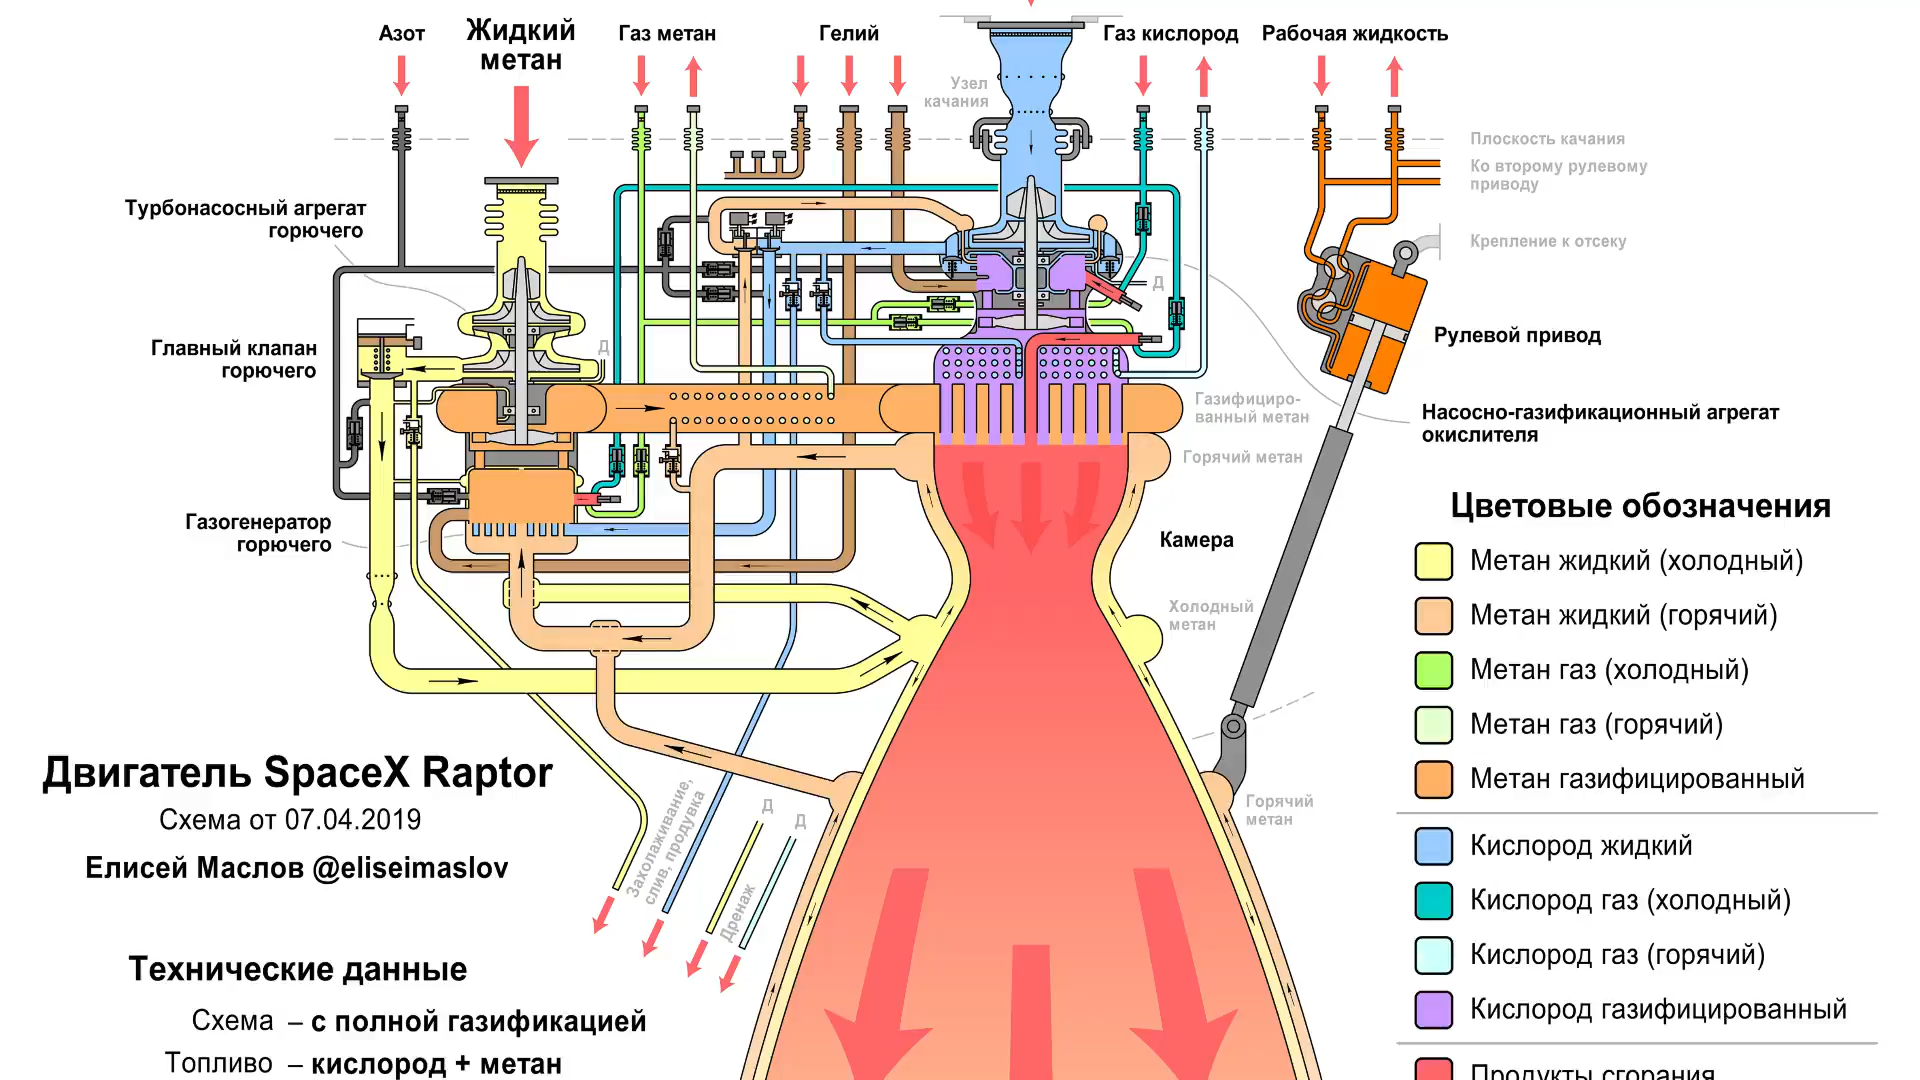 Азот
Жидкий
метан
Газ метан
Гелий
Газ кислород
Рабочая жидкость
Узел
качания
Плоскость качания
Ко второму рулевому
приводу
Турбонасосный агрегат
горючего
Крепление к отсеку
Д
Рулевой привод
Главный клапан
горючего
Д
Газифициро-
ванный метан
Насосно-газификационный агрегат
окислителя
Горячий метан
Цветовые обозначения
Газогенератор
горючего
Камера
Метан жидкий (холодный)
Метан жидкий (горячий)
Холодный
метан
Метан газ (холодный)
Метан газ (горячий)
Метан газифицированный
Двигатель SpaceX Raptor
Схема от 07.04.2019
Елисей Маслов @eliseimaslov
Захолаживание,
слив, продувка
Д
Д
Дренаж
Горячий
метан
Кислород жидкий
Кислород газ (холодный)
Кислород газ (горячий)
Кислород газифицированный
Технические данные
Схема – с полной газификацией
Топливо – кислород + метан
Продукты сгорания